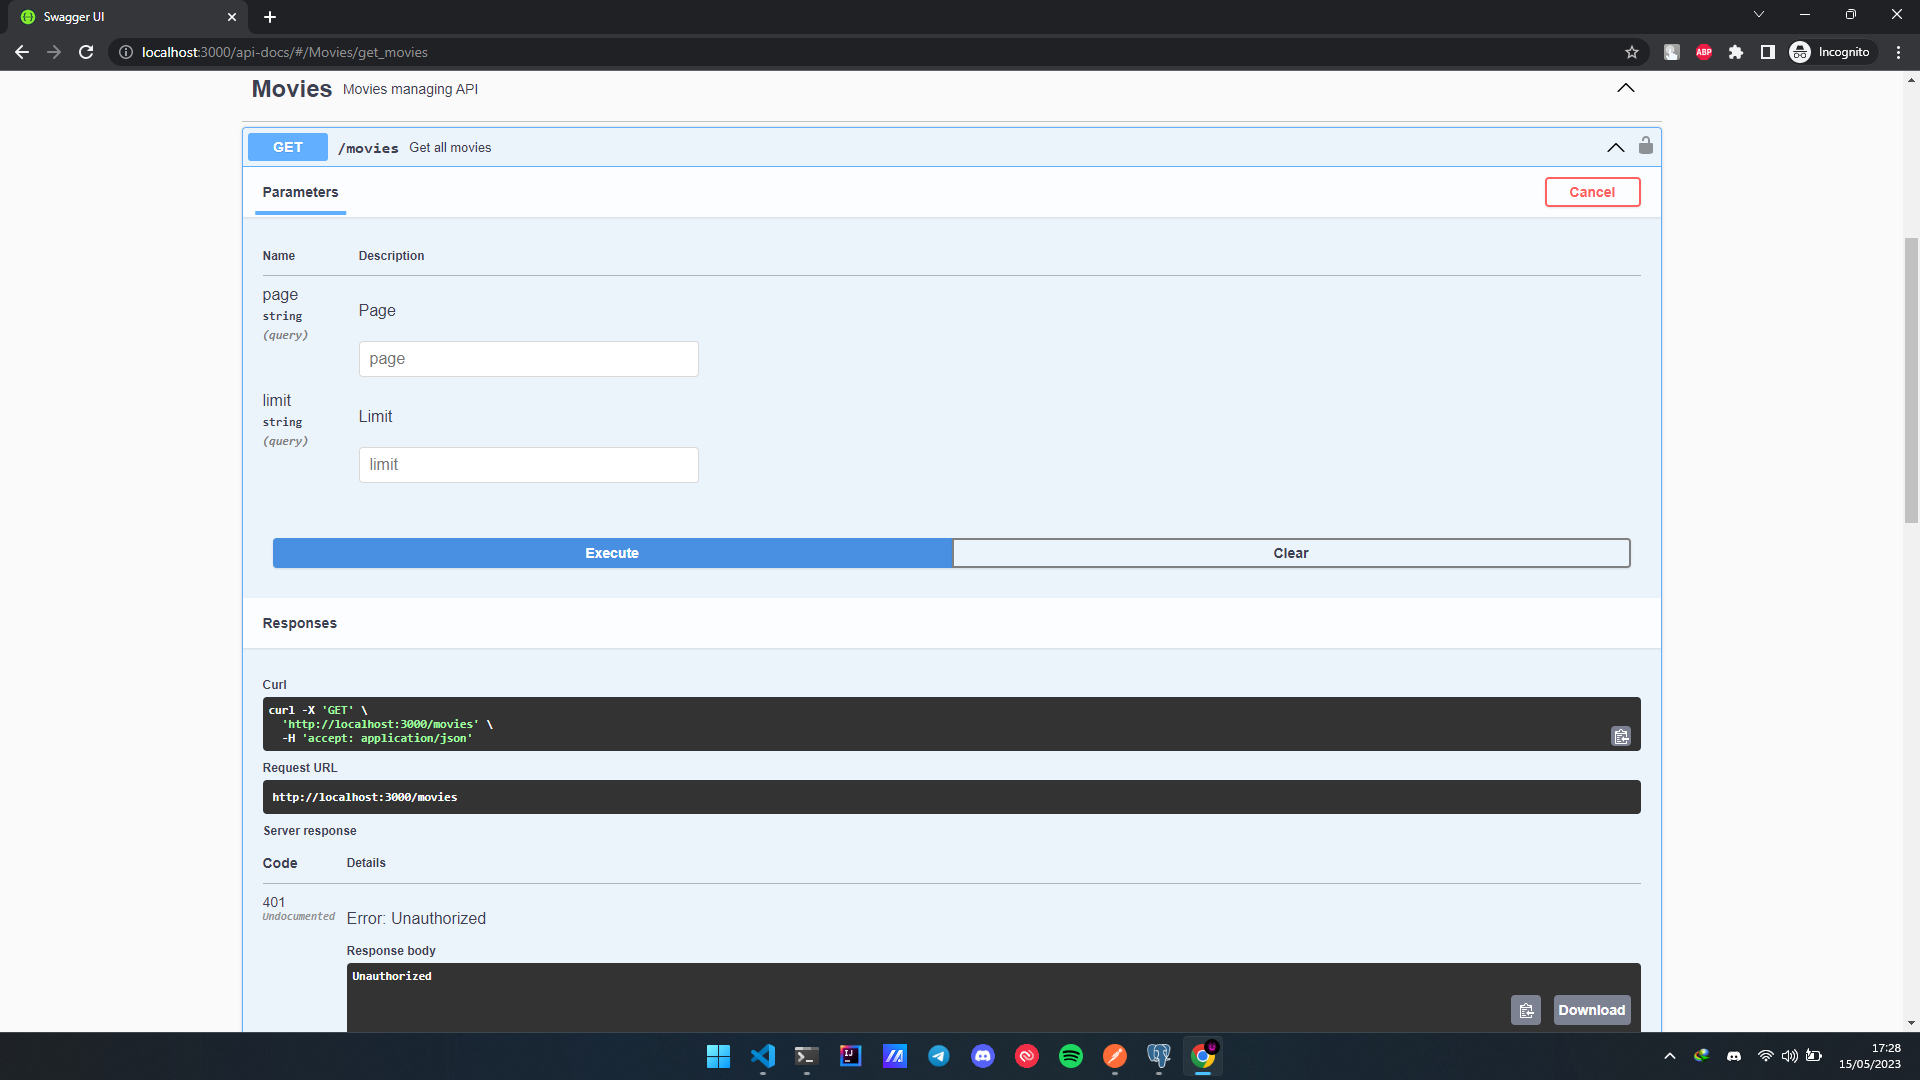 Swagger UI
localhost:3000/api-docs/#/Movies/get_movies
ABP
Incognito
Movies Movies managing API
GET /movies Get all movies
Parameters
Cancel
Name Description
page
string
(query)
Page
page
limit
string
(query)
Limit
limit
Execute
Clear
Responses
Curl
curl -X 'GET' \
'http://localhost:3000/movies' \
-H 'accept: application/json'
Request URL
http://localhost:3000/movies
Server response
Code Details
401
Undocumented
Error: Unauthorized
Response body
Unauthorized
Download
IJ
17:28
15/05/2023